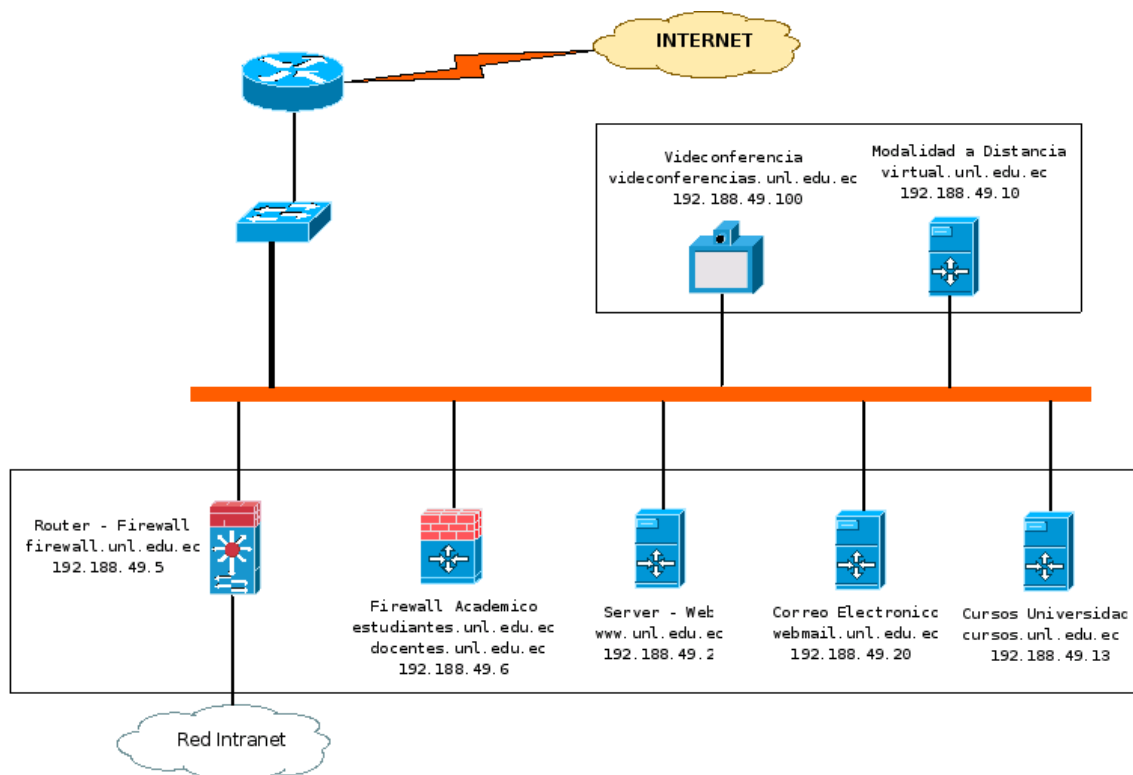 INTERNET
Videconferencia
videconferencias.unl.edu.ec
192.188.49.100
Modalidad a Distancia
virtual.unl.edu.ec
192.188.49.10
Router - Firewall
firewall.unl.edu.ec
192.188.49.5
Firewall Academico
estudiantes.unl.edu.ec
docentes.unl.edu.ec
192.188.49.6
Server - Web
www.unl.edu.ec
192.188.49.2
Correo Electronico
webmail.unl.edu.ec
192.188.49.20
Cursos Universidad
cursos.unl.edu.ec
192.188.49.13
Red Intranet